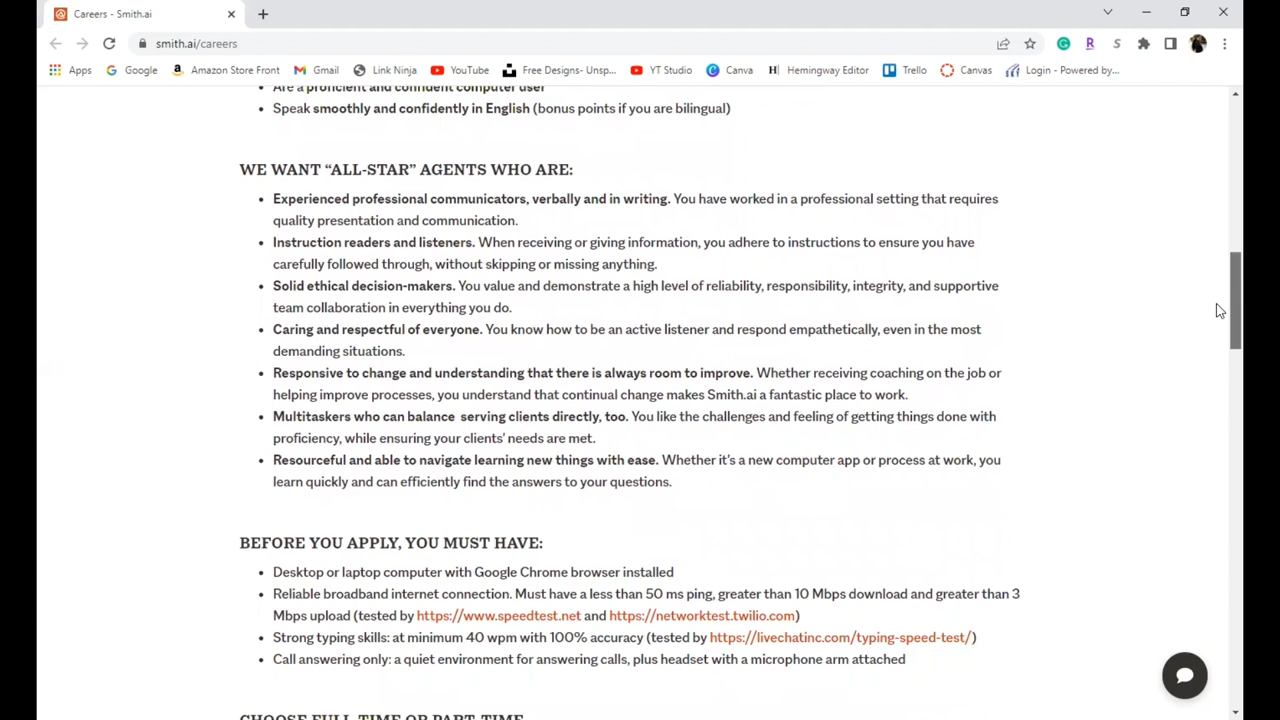 Careers - Smith.ai
smith.ai/careers
Apps
Google
Amazon Store Front
Gmail
Link Ninja
YouTube
Free Designs- Unsp...
YT Studio
Canva
Hemingway Editor
Trello
Canvas
Login - Powered by...
Are a proficient and confident computer user
Speak smoothly and confidently in English (bonus points if you are bilingual)
WE WANT “ALL-STAR” AGENTS WHO ARE:
Experienced professional communicators, verbally and in writing. You have worked in a professional setting that requires
quality presentation and communication.
Instruction readers and listeners. When receiving or giving information, you adhere to instructions to ensure you have
carefully followed through, without skipping or missing anything.
Solid ethical decision-makers. You value and demonstrate a high level of reliability, responsibility, integrity, and supportive
team collaboration in everything you do.
Caring and respectful of everyone. You know how to be an active listener and respond empathetically, even in the most
demanding situations.
Responsive to change and understanding that there is always room to improve. Whether receiving coaching on the job or
helping improve processes, you understand that continual change makes Smith.ai a fantastic place to work.
Multitaskers who can balance serving clients directly, too. You like the challenges and feeling of getting things done with
proficiency, while ensuring your clients' needs are met.
Resourceful and able to navigate learning new things with ease. Whether it's a new computer app or process at work, you
learn quickly and can efficiently find the answers to your questions.
BEFORE YOU APPLY, YOU MUST HAVE:
Desktop or laptop computer with Google Chrome browser installed
Reliable broadband internet connection. Must have a less than 50 ms ping, greater than 10 Mbps download and greater than 3
Mbps upload (tested by https://www.speedtest.net and https://networktest.twilio.com)
Strong typing skills: at minimum 40 wpm with 100% accuracy (tested by https://livechatinc.com/typing-speed-test/)
Call answering only: a quiet environment for answering calls, plus headset with a microphone arm attached
CHOOSE FULL-TIME OR PART-TIME